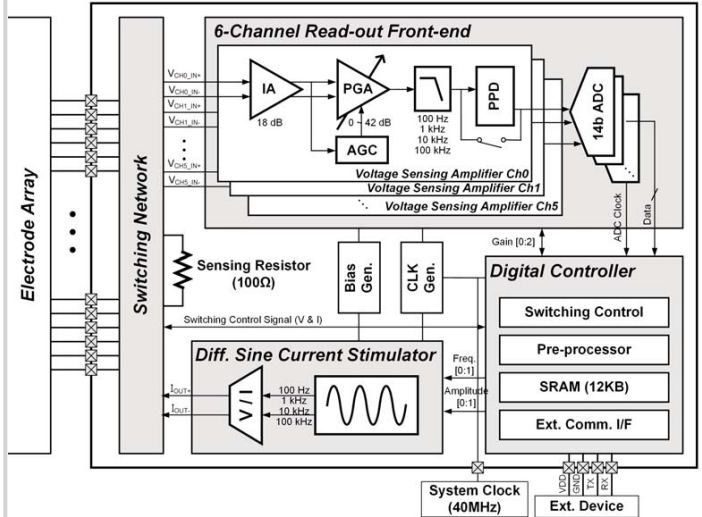 6-Channel Read-out Front-end
VCH0_IN+
VCH0_IN-
VCH1_IN+
VCH1_IN-
VCH5_IN+
VCH5_IN-
IA
18 dB
PGA
0 ~ 42 dB
AGC
100 Hz
1 kHz
10 kHz
100 kHz
PPD
14b ADC
Voltage Sensing Amplifier Ch0
Voltage Sensing Amplifier Ch1
Voltage Sensing Amplifier Ch5
Electrode Array
Switching Network
Sensing Resistor
(100Ω)
Bias
Gen.
CLK
Gen.
Gain [0:2]
ADC Clock
Data
Switching Control Signal (V & I)
Digital Controller
Switching Control
Pre-processor
SRAM (12KB)
Ext. Comm. I/F
Diff. Sine Current Stimulator
IOUT+
IOUT-
V / I
100 Hz
1 kHz
10 kHz
100 kHz
Freq.
[0:1]
Amplitude
[0:1]
VDD
GND
TX
RX
System Clock
(40MHz)
Ext. Device